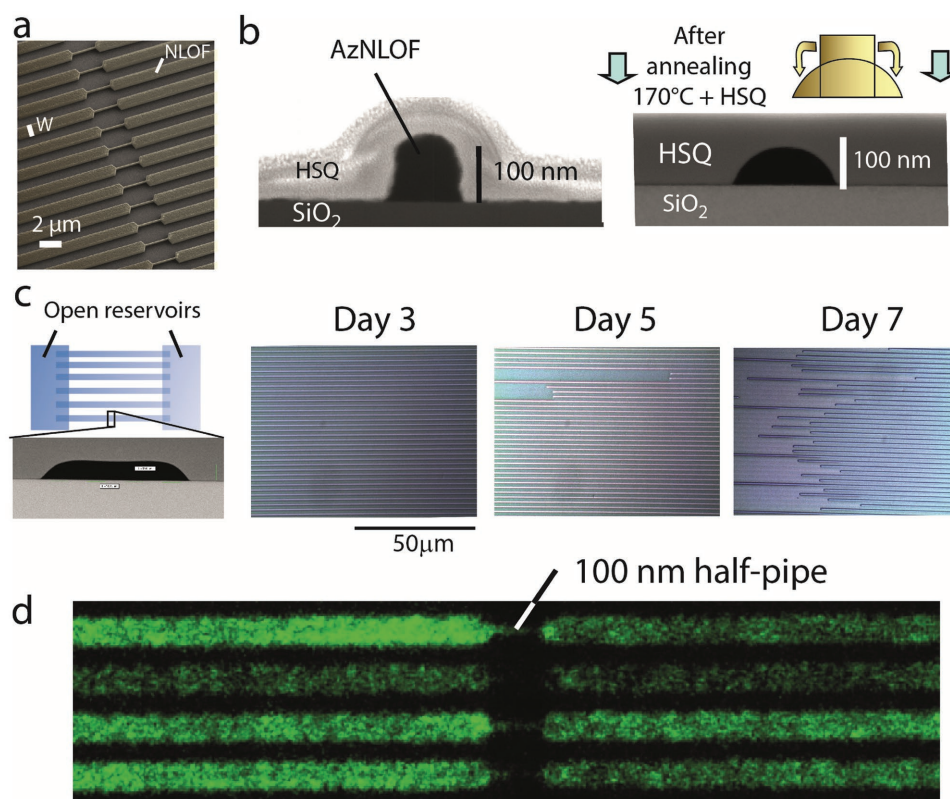 a
NLOF
W
2 μm
b
AzNLOF
HSQ
SiO2
100 nm
After
annealing
170°C + HSQ
HSQ
SiO2
100 nm
c
Open reservoirs
Day 3
Day 5
Day 7
50μm
d
100 nm half-pipe